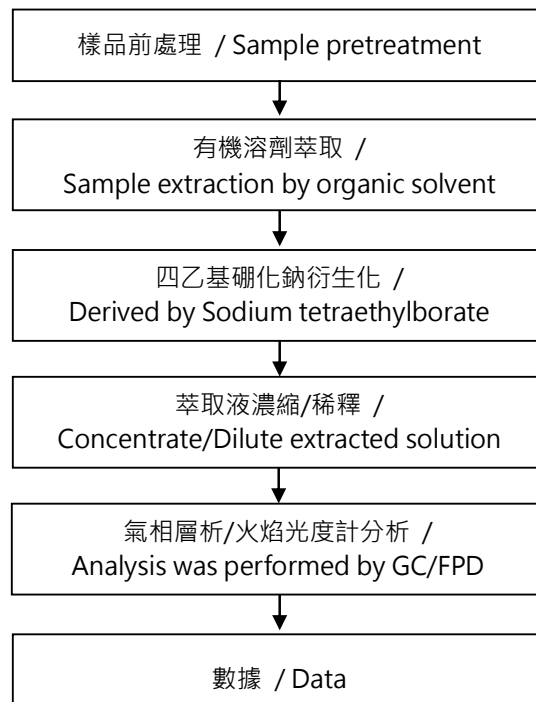 樣品前處理 / Sample pretreatment
有機溶劑萃取 /
Sample extraction by organic solvent
四乙基硼化鈉衍生化 /
Derived by Sodium tetraethylborate
萃取液濃縮/稀釋 /
Concentrate/Dilute extracted solution
氣相層析/火焰光度計分析 /
Analysis was performed by GC/FPD
數據 / Data